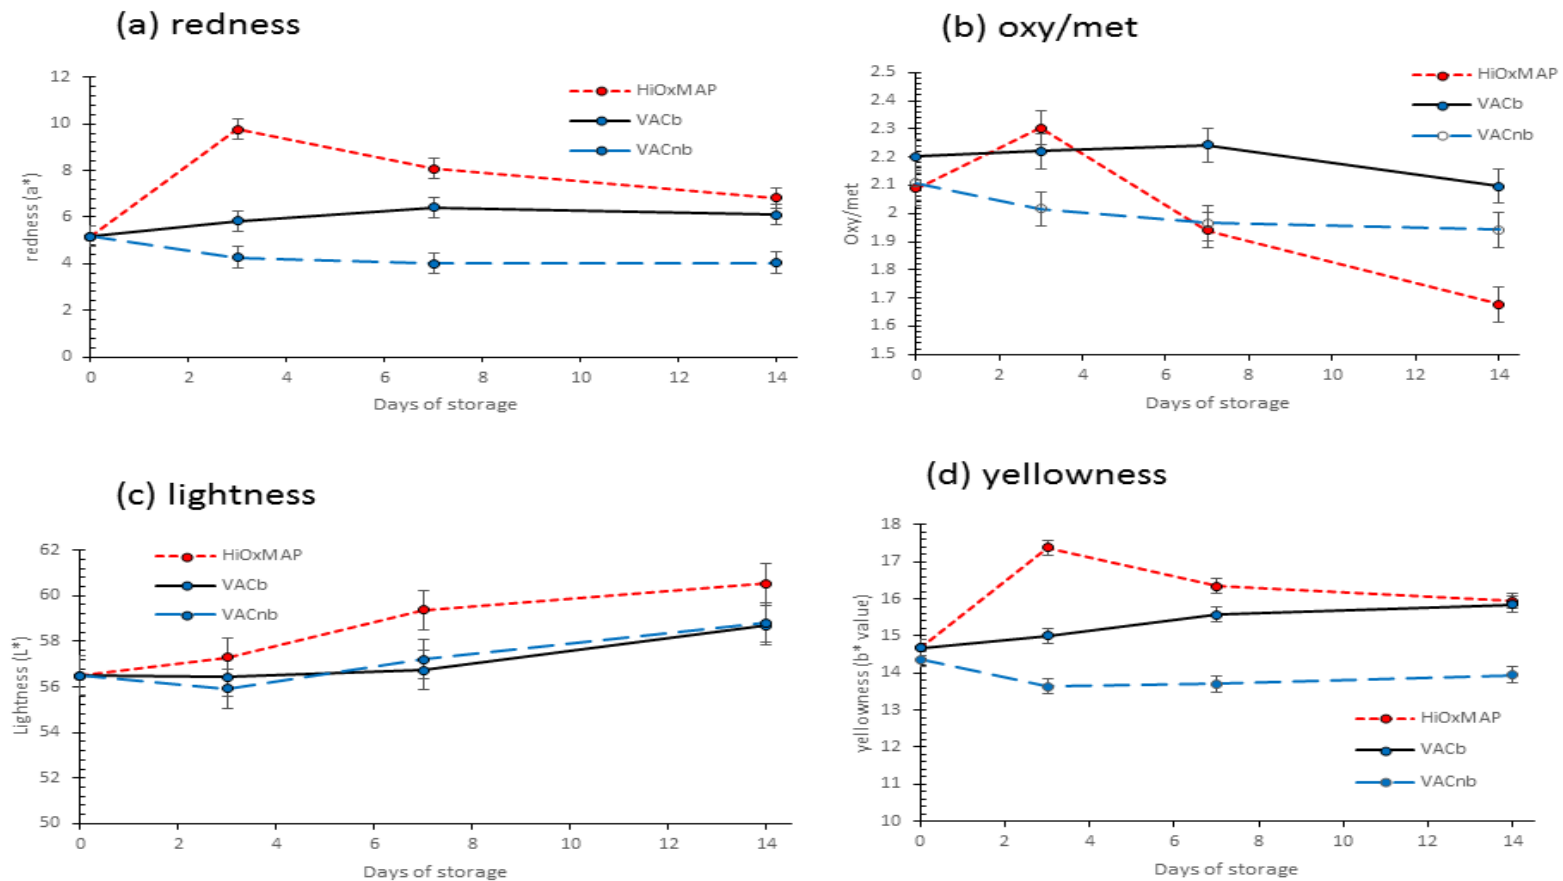 (a) redness
12
10
8
6
4
2
0
redness (a*)
0 2 4 6 8 10 12 14
Days of storage
HiOxMAP
VACb
VACnb
(b) oxy/met
2.5
2.4
2.3
2.2
2.1
2
1.9
1.8
1.7
1.6
1.5
Oxy/met
0 2 4 6 8 10 12 14
Days of storage
HiOxMAP
VACb
VACnb
(c) lightness
62
60
58
56
54
52
50
Lightness (L*)
0 2 4 6 8 10 12 14
Days of storage
HiOxMAP
VACb
VACnb
(d) yellowness
18
17
16
15
14
13
12
11
10
yellowness (b* value)
0 2 4 6 8 10 12 14
Days of storage
HiOxMAP
VACb
VACnb